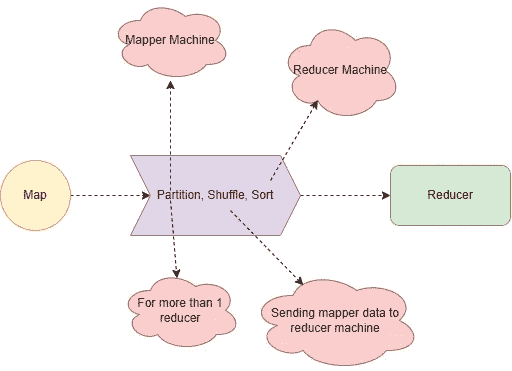 Mapper Machine
Reducer Machine
Map
Partition, Shuffle, Sort
Reducer
For more than 1
reducer
Sending mapper data to
reducer machine